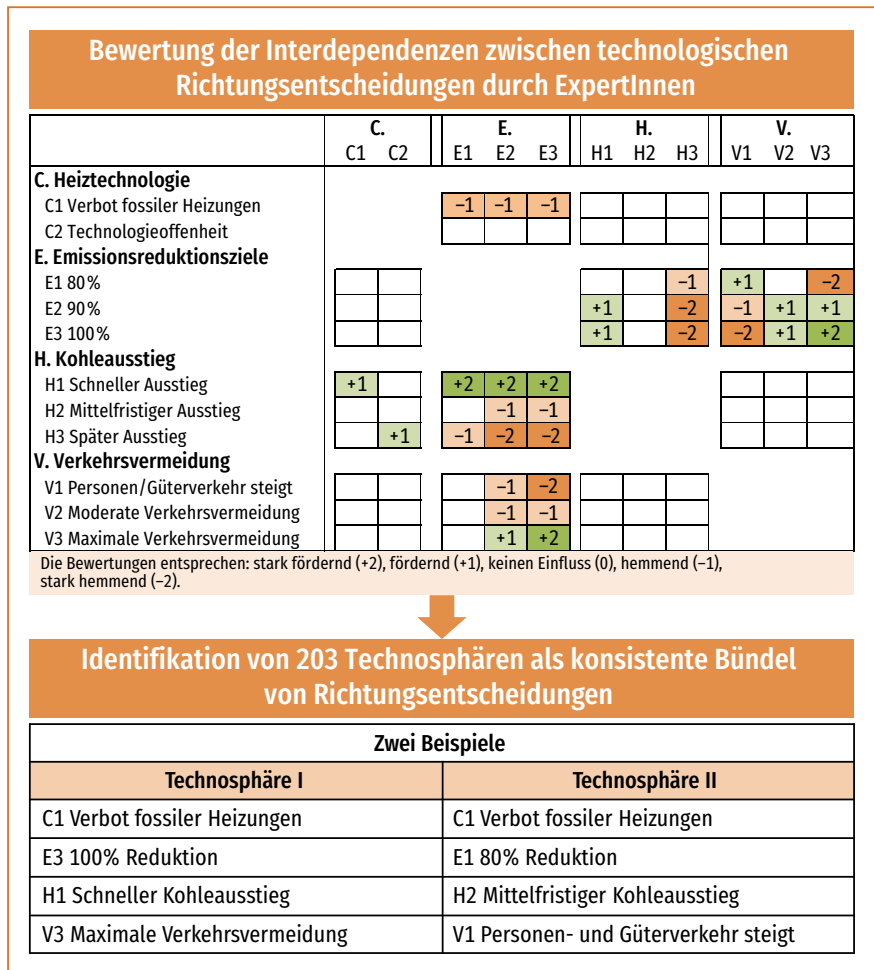 Bewertung der Interdependenzen zwischen technologischen
Richtungsentscheidungen durch ExpertInnen
C. E. H. V.
C1 C2 E1 E2 E3 H1 H2 H3 V1 V2 V3
C. Heiztechnologie
C1 Verbot fossiler Heizungen −1 −1 −1
C2 Technologieoffenheit
E. Emissionsreduktionsziele
E1 80% −1 +1 −2
E2 90% +1 −2 −1 +1 +1
E3 100% +1 −2 −2 +1 +2
H. Kohleausstieg
H1 Schneller Ausstieg +1 +2 +2 +2
H2 Mittelfristiger Ausstieg −1 −1
H3 Später Ausstieg +1 −1 −2 −2
V. Verkehrsvermeidung
V1 Personen/Güterverkehr steigt −1 −2
V2 Moderate Verkehrsvermeidung −1 −1
V3 Maximale Verkehrsvermeidung +1 +2
Die Bewertungen entsprechen: stark fördernd (+2), fördernd (+1), keinen Einfluss (0), hemmend (−1),
stark hemmend (−2).
Identifikation von 203 Technosphären als konsistente Bündel
von Richtungsentscheidungen
Zwei Beispiele
Technosphäre I Technosphäre II
C1 Verbot fossiler Heizungen C1 Verbot fossiler Heizungen
E3 100% Reduktion E1 80% Reduktion
H1 Schneller Kohleausstieg H2 Mittelfristiger Kohleausstieg
V3 Maximale Verkehrsvermeidung V1 Personen- und Güterverkehr steigt